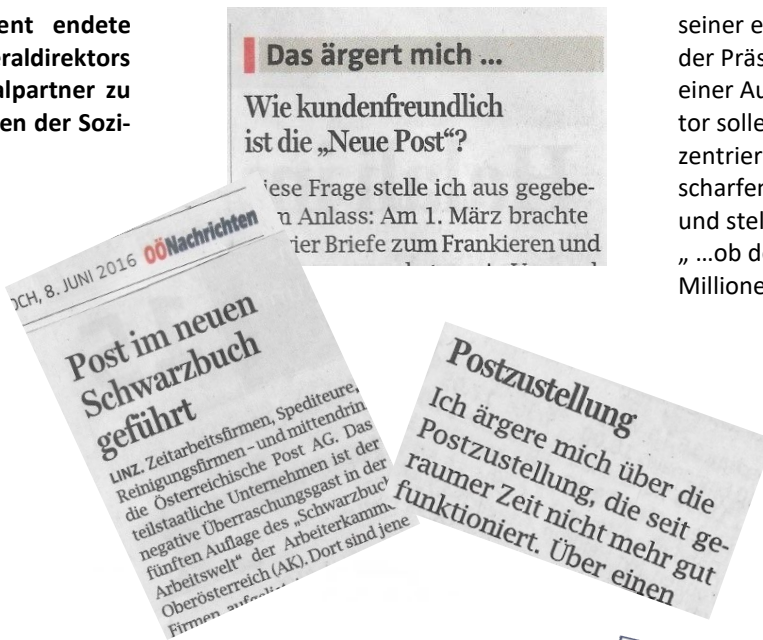 ent endete
eraldirektors
alpartner zu
en der Sozi-
Das ärgert mich ...
Wie kundenfreundlich
ist die „Neue Post“?
iese Frage stelle ich aus gegebe-
n Anlass: Am 1. März brachte
vier Briefe zum Frankieren und
OCH, 8. JUNI 2016 OÖNachrichten
Post im neuen
Schwarzbuch
geführt
LINZ. Zeitarbeitsfirmen, Spediteure,
Reinigungsfirmen – und mittendrin
die Österreichische Post AG. Das
teilstaatliche Unternehmen ist der
negative Überraschungsgast in der
fünften Auflage des „Schwarzbuch
Arbeitswelt“ der Arbeiterkamme
Oberösterreich (AK). Dort sind jene
Firmen
Postzustellung
Ich ärgere mich über die
Postzustellung, die seit ge-
raumer Zeit nicht mehr gut
funktioniert. Über einen
seiner e
der Präs
einer Au
tor solle
zentrier
scharfer
und stel
„ …ob d
Millione